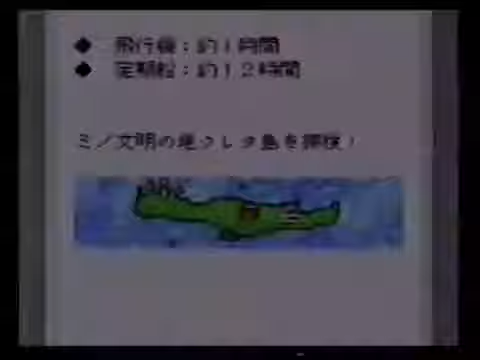 ◆ 飛行機：約１時間
◆ 定期船：約１２時間
ミノア文明の地クレタ島を探検！